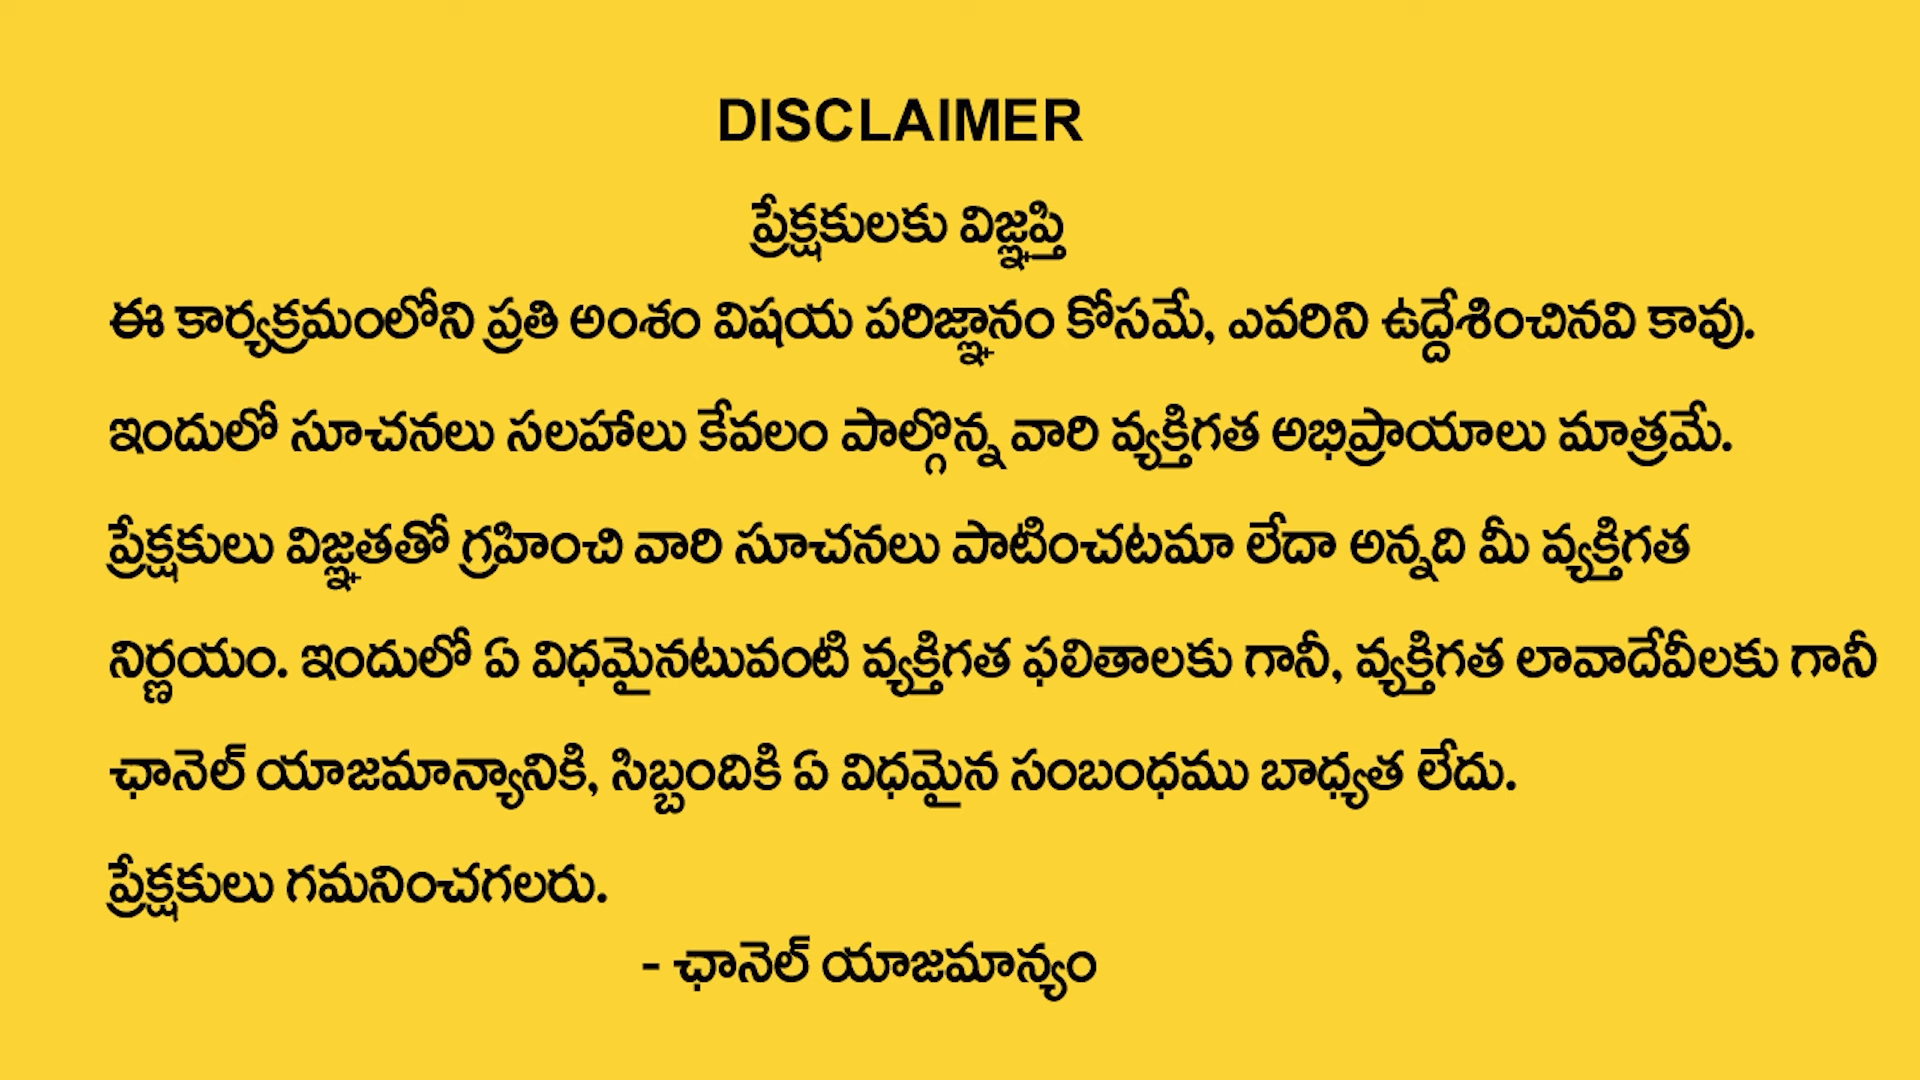 DISCLAIMER
ప్రేక్షకులకు విజ్ఞప్తి
ఈ కార్యక్రమంలోని ప్రతి అంశం విషయ పరిజ్ఞానం కోసమే, ఎవరిని ఉద్దేశించినవి కావు.
ఇందులో సూచనలు సలహాలు కేవలం పాల్గొన్న వారి వ్యక్తిగత అభిప్రాయాలు మాత్రమే.
ప్రేక్షకులు విజ్ఞతతో గ్రహించి వారి సూచనలు పాటించటమా లేదా అన్నది మీ వ్యక్తిగత
నిర్ణయం. ఇందులో ఏ విధమైనటువంటి వ్యక్తిగత ఫలితాలకు గానీ, వ్యక్తిగత లావాదేవీలకు గానీ
ఛానెల్ యాజమాన్యానికి, సిబ్బందికి ఏ విధమైన సంబంధము బాధ్యత లేదు.
ప్రేక్షకులు గమనించగలరు.
- ఛానెల్ యాజమాన్యం